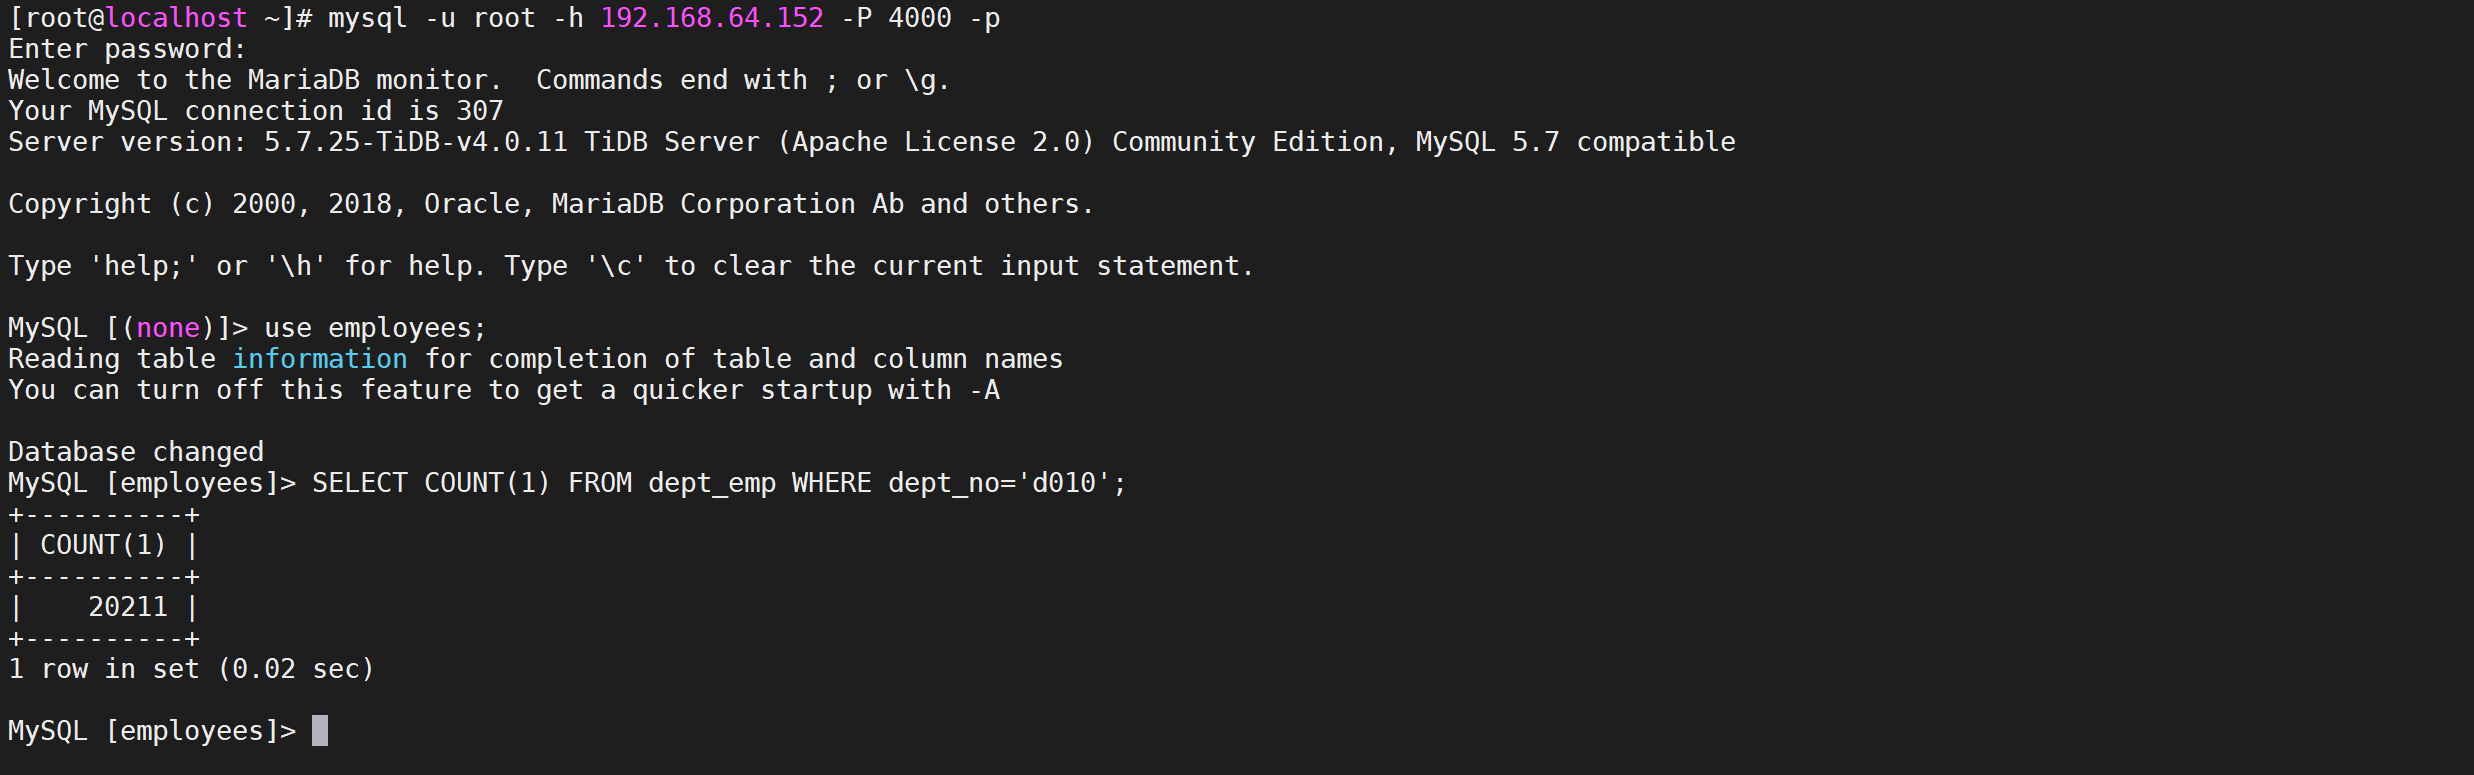 [root@localhost ~]# mysql -u root -h 192.168.64.152 -P 4000 -p
Enter password:
Welcome to the MariaDB monitor.  Commands end with ; or \g.
Your MySQL connection id is 307
Server version: 5.7.25-TiDB-v4.0.11 TiDB Server (Apache License 2.0) Community Edition, MySQL 5.7 compatible

Copyright (c) 2000, 2018, Oracle, MariaDB Corporation Ab and others.

Type 'help;' or '\h' for help. Type '\c' to clear the current input statement.

MySQL [(none)]> use employees;
Reading table information for completion of table and column names
You can turn off this feature to get a quicker startup with -A

Database changed
MySQL [employees]> SELECT COUNT(1) FROM dept_emp WHERE dept_no='d010';
+----------+
| COUNT(1) |
+----------+
|    20211 |
+----------+
1 row in set (0.02 sec)

MySQL [employees]>